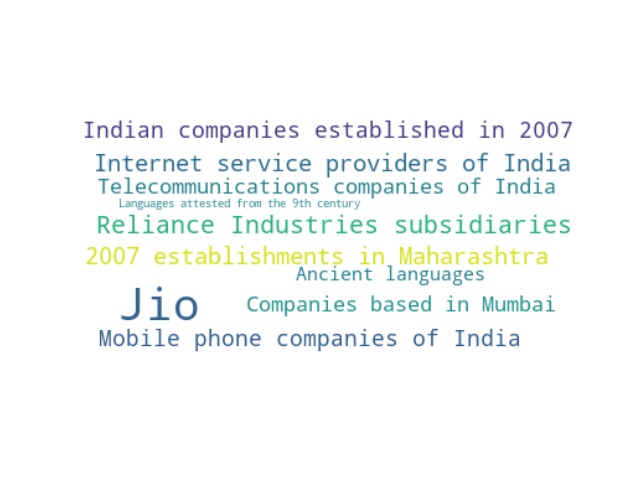 Indian companies established in 2007
Internet service providers of India
Telecommunications companies of India
Languages attested from the 9th century
Reliance Industries subsidiaries
2007 establishments in Maharashtra
Ancient languages
Jio
Companies based in Mumbai
Mobile phone companies of India